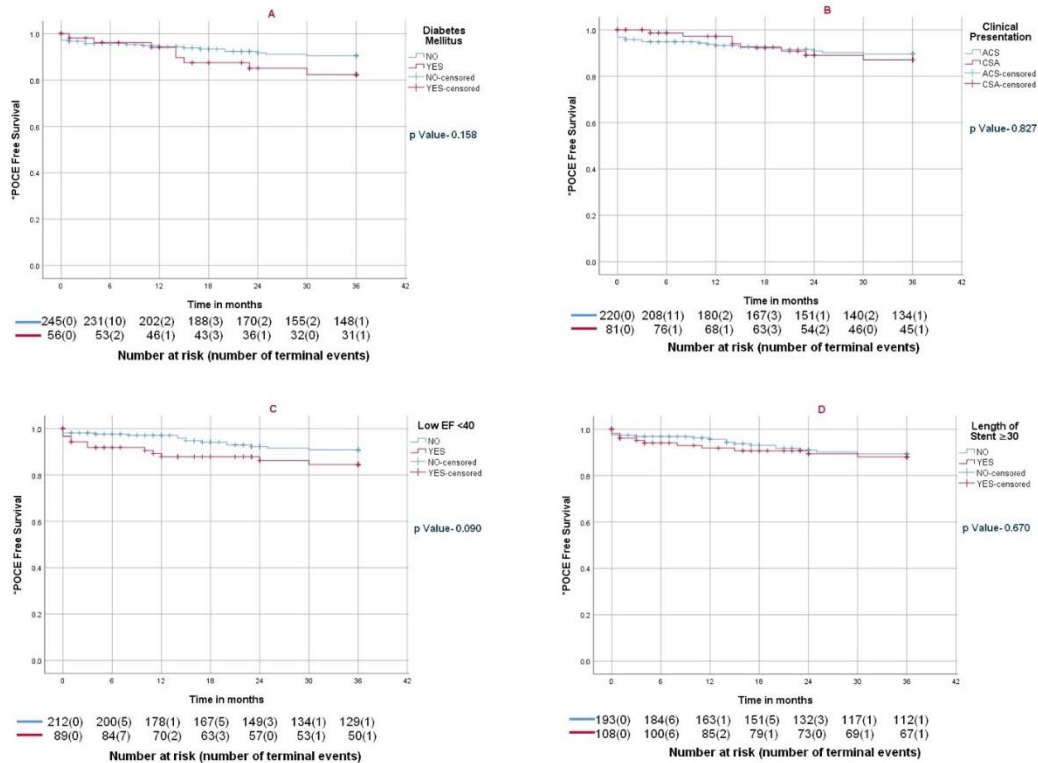 A
Diabetes
Mellitus
NO
YES
NO-censored
YES-censored
p Value- 0.158
*POCE Free Survival
1.0
0.8
0.6
0.4
0.2
0.0
0 6 12 18 24 30 36 42
Time in months
245(0) 231(10) 202(2) 188(3) 170(2) 155(2) 148(1)
56(0) 53(2) 46(1) 43(3) 36(1) 32(0) 31(1)
Number at risk (number of terminal events)
B
Clinical
Presentation
ACS
CSA
ACS-censored
CSA-censored
p Value- 0.827
*POCE Free Survival
1.0
0.8
0.6
0.4
0.2
0.0
0 6 12 18 24 30 36 42
Time in months
220(0) 208(11) 180(2) 167(3) 151(1) 140(2) 134(1)
81(0) 76(1) 68(1) 63(3) 54(2) 46(0) 45(1)
Number at risk (number of terminal events)
C
Low EF <40
NO
YES
NO-censored
YES-censored
p Value- 0.090
*POCE Free Survival
1.0
0.8
0.6
0.4
0.2
0.0
0 6 12 18 24 30 36 42
Time in months
212(0) 200(5) 178(1) 167(5) 149(3) 134(1) 129(1)
89(0) 84(7) 70(2) 63(3) 57(0) 53(1) 50(1)
Number at risk (number of terminal events)
D
Length of
Stent ≥30
NO
YES
NO-censored
YES-censored
p Value- 0.670
*POCE Free Survival
1.0
0.8
0.6
0.4
0.2
0.0
0 6 12 18 24 30 36 42
Time in months
193(0) 184(6) 163(1) 151(5) 132(3) 117(1) 112(1)
108(0) 100(6) 85(2) 79(1) 73(0) 69(1) 67(1)
Number at risk (number of terminal events)